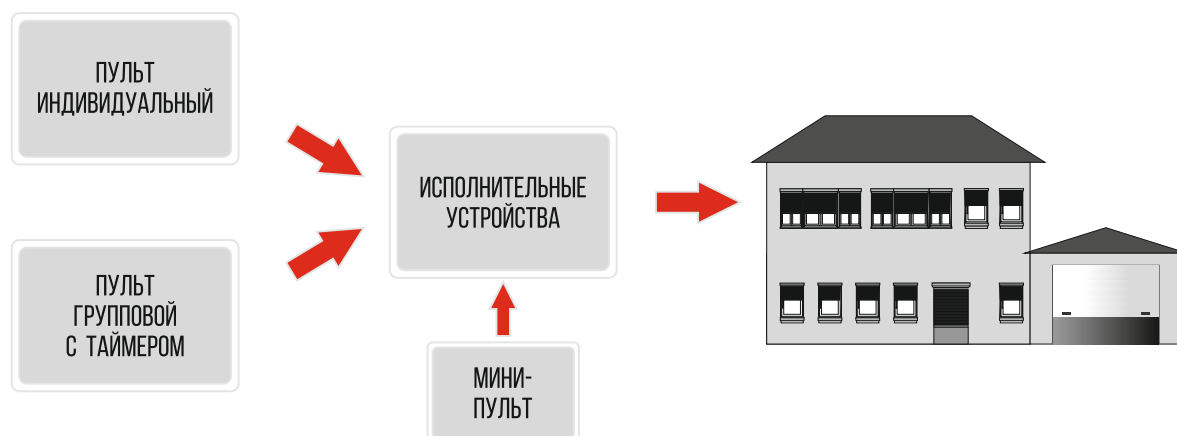 ПУЛЬТ
ИНДИВИДУАЛЬНЫЙ
ИСПОЛНИТЕЛЬНЫЕ
УСТРОЙСТВА
ПУЛЬТ
ГРУППОВОЙ
С ТАЙМЕРОМ
МИНИ-
ПУЛЬТ